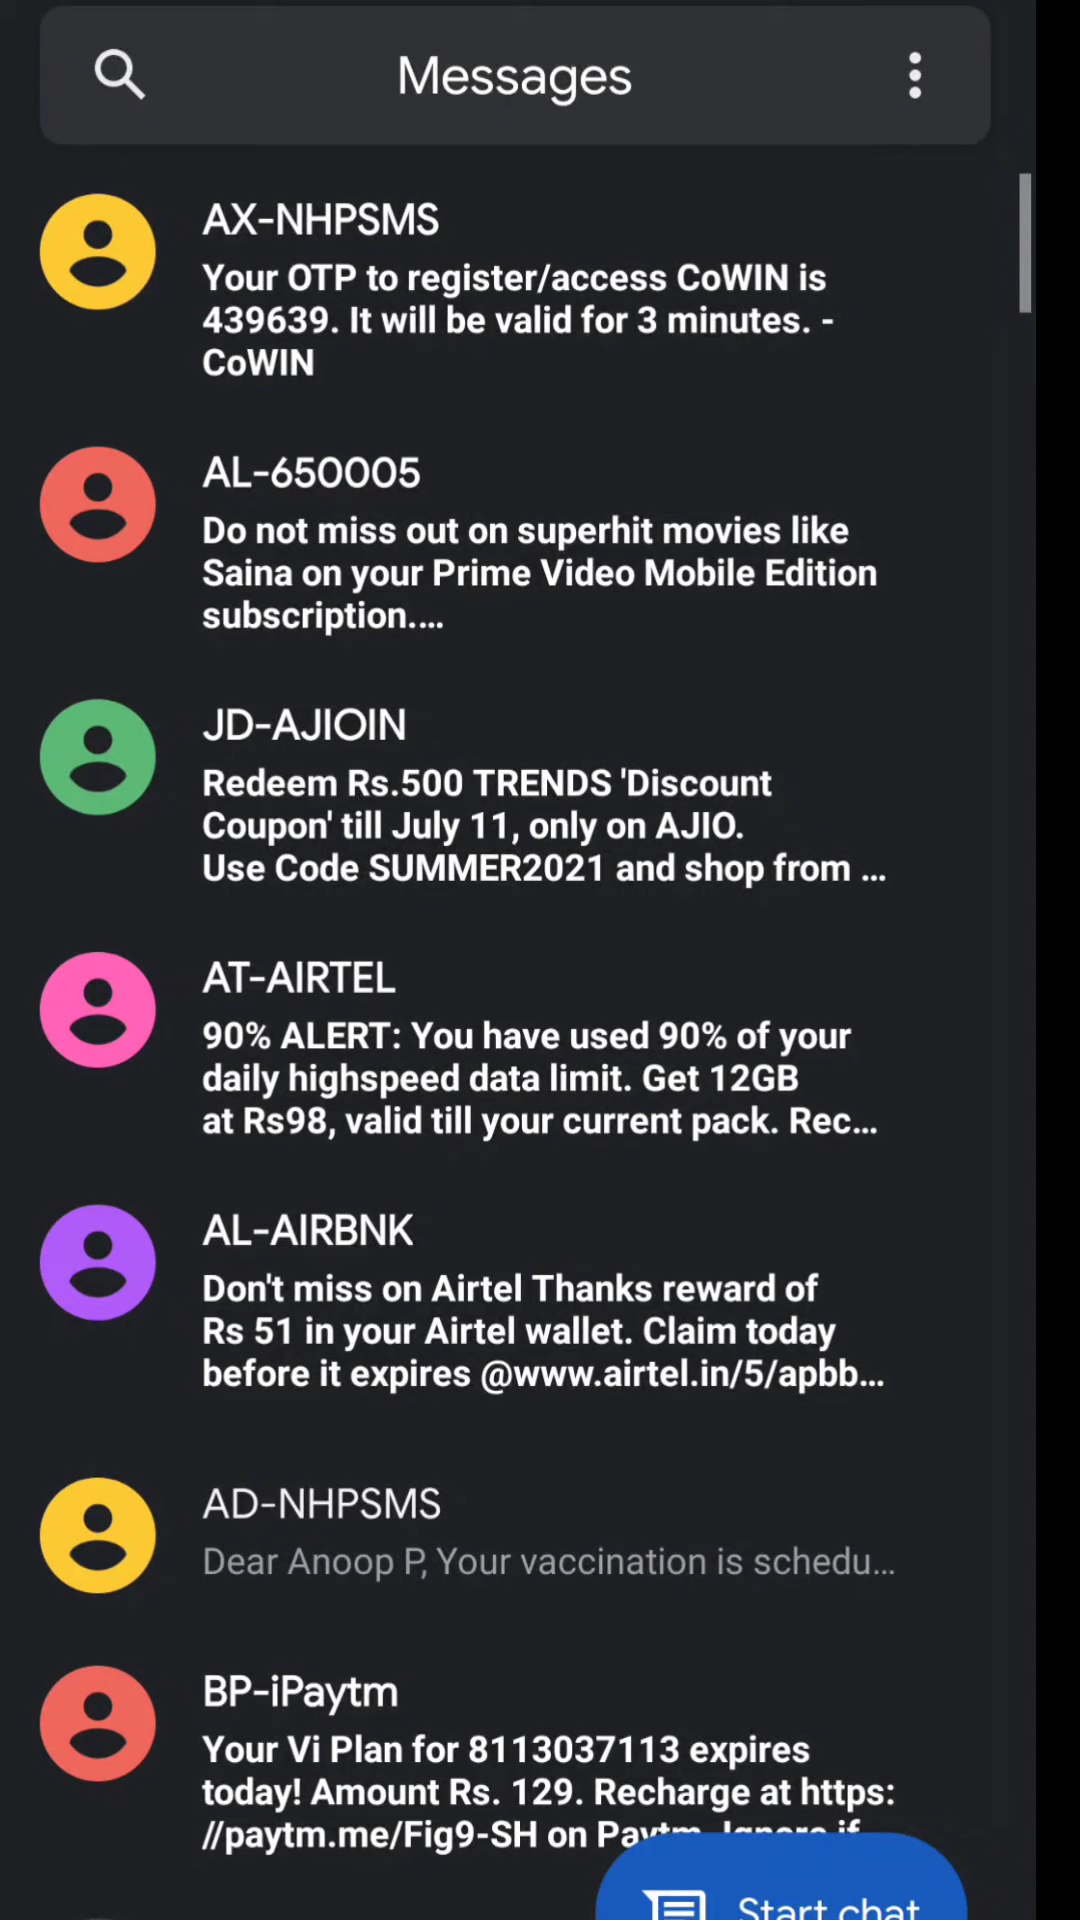 Messages
AX-NHPSMS
Your OTP to register/access CoWIN is
439639. It will be valid for 3 minutes. -
CoWIN
AL-650005
Do not miss out on superhit movies like
Saina on your Prime Video Mobile Edition
subscription....
JD-AJIOIN
Redeem Rs.500 TRENDS 'Discount
Coupon' till July 11, only on AJIO.
Use Code SUMMER2021 and shop from ...
AT-AIRTEL
90% ALERT: You have used 90% of your
daily highspeed data limit. Get 12GB
at Rs98, valid till your current pack. Rec...
AL-AIRBNK
Don't miss on Airtel Thanks reward of
Rs 51 in your Airtel wallet. Claim today
before it expires @www.airtel.in/5/apbb...
AD-NHPSMS
Dear Anoop P, Your vaccination is schedu...
BP-iPaytm
Your Vi Plan for 8113037113 expires
today! Amount Rs. 129. Recharge at https:
//paytm.me/Fig9-SH on Paytm. Ignore if
Start chat